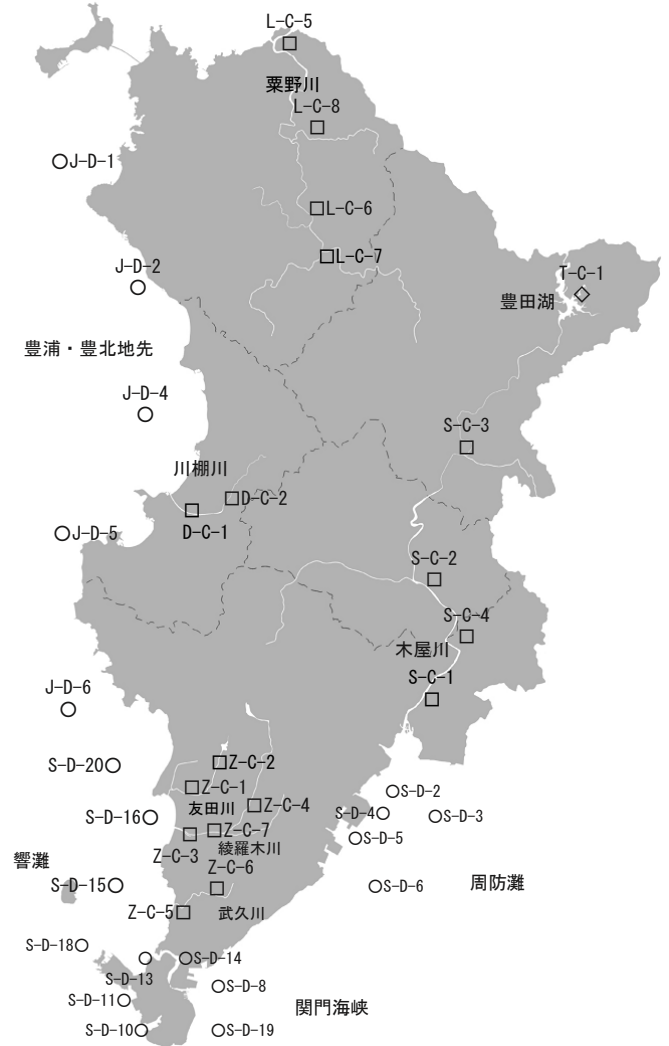 L-C-5
粟野川
L-C-8
J-D-1
L-C-6
L-C-7
J-D-2
T-C-1
豊田湖
豊浦・豊北地先
J-D-4
S-C-3
川棚川
D-C-2
D-C-1
J-D-5
S-C-2
S-C-4
木屋川
S-C-1
J-D-6
Z-C-2
S-D-20
Z-C-1
S-D-2
友田川
Z-C-4
S-D-16
S-D-4
S-D-3
Z-C-7
Z-C-3
綾羅木川
S-D-5
響灘
Z-C-6
S-D-15
S-D-6
周防灘
Z-C-5
武久川
S-D-18
S-D-13
S-D-14
S-D-8
S-D-11
関門海峡
S-D-10
S-D-19